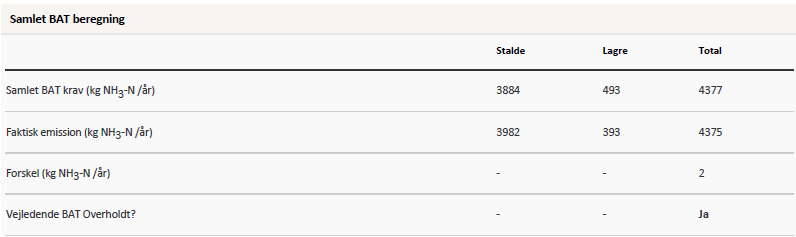 Samlet BAT beregning
Stalde Lagre Total
Samlet BAT krav (kg NH3-N /år) 3884 493 4377
Faktisk emission (kg NH3-N /år) 3982 393 4375
Forskel (kg NH3-N /år) - - 2
Vejledende BAT Overholdt? - - Ja